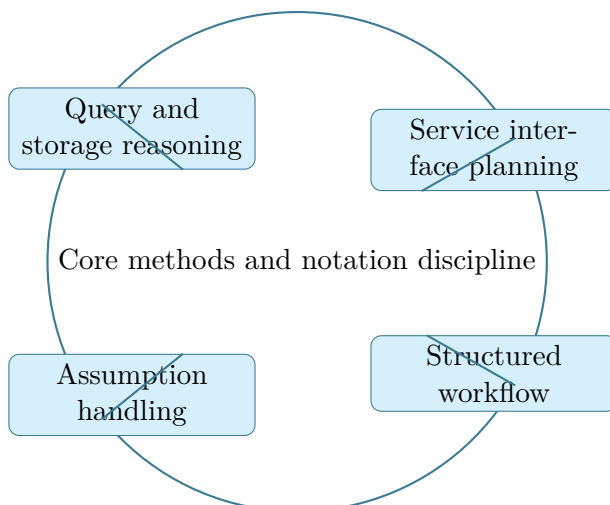 Query and
storage reasoning
Service inter-
face planning
Core methods and notation discipline
Assumption
handling
Structured
workflow